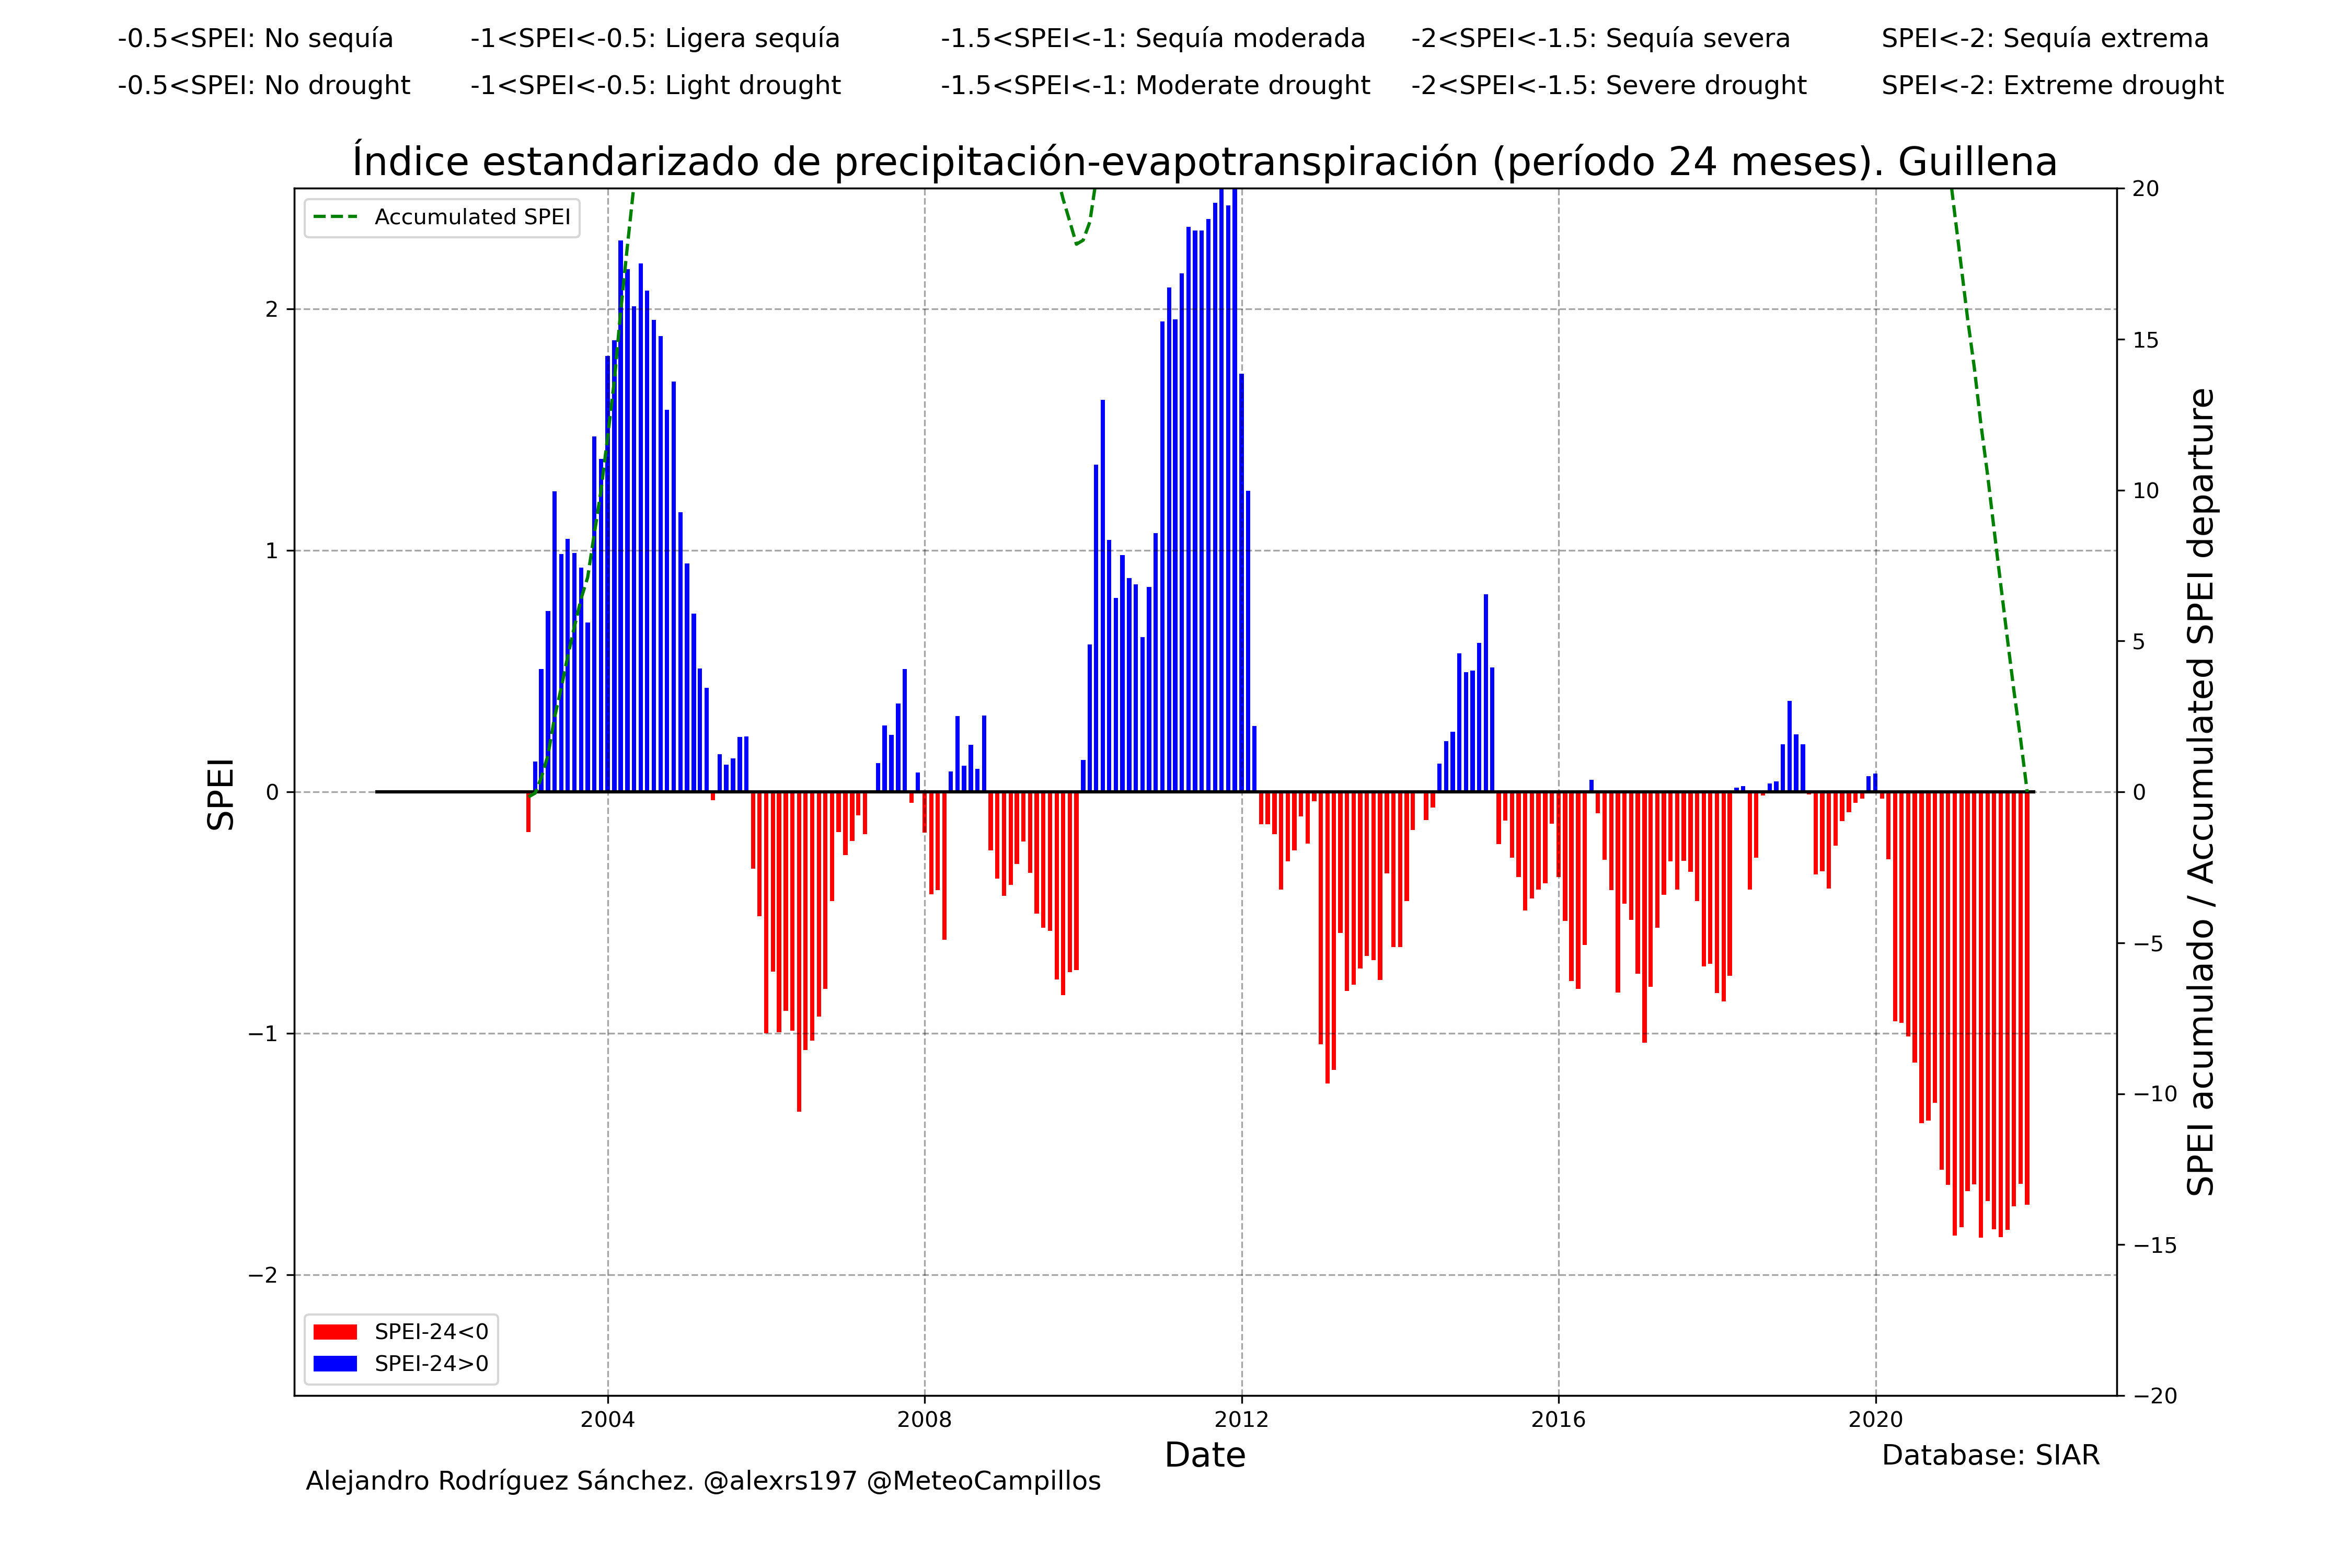 -0.5<SPEI: No sequía -1<SPEI<-0.5: Ligera sequía -1.5<SPEI<-1: Sequía moderada -2<SPEI<-1.5: Sequía severa SPEI<-2: Sequía extrema
-0.5<SPEI: No drought -1<SPEI<-0.5: Light drought -1.5<SPEI<-1: Moderate drought -2<SPEI<-1.5: Severe drought SPEI<-2: Extreme drought
Índice estandarizado de precipitación-evapotranspiración (período 24 meses). Guillena
Accumulated SPEI
2
1
0
−1
−2
SPEI
20
15
10
5
0
−5
−10
−15
−20
SPEI acumulado / Accumulated SPEI departure
SPEI-24<0
SPEI-24>0
2004 2008 2012 2016 2020
Date
Database: SIAR
Alejandro Rodríguez Sánchez. @alexrs197 @MeteoCampillos